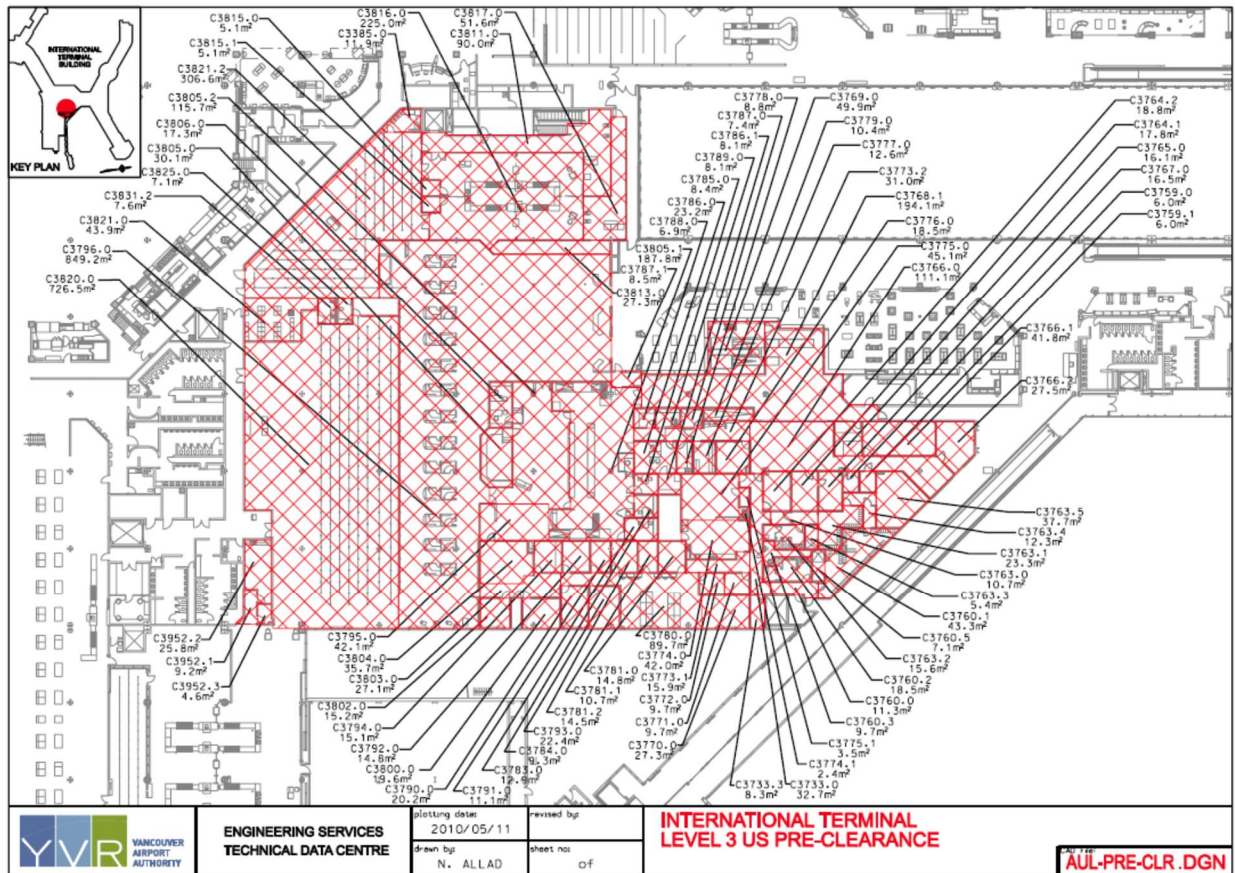 INTERNATIONAL
TERMINAL
BUILDING
KEY PLAN
C3815.0
5.1m²
C3815.1
5.1m²
C3821.2
306.6m²
C3805.2
115.7m²
C3806.0
17.3m²
C3805.0
30.1m²
C3825.0
7.1m²
C3831.2
7.6m²
C3821.0
43.9m²
C3796.0
849.2m²
C3820.0
726.5m²
C3816.0
225.0m²
C3385.0
11.9m²
C3817.0
51.6m²
C3811.0
90.0m²
C3778.0
8.8m²
C3787.0
7.4m²
C3786.1
8.1m²
C3789.0
8.1m²
C3785.0
8.4m²
C3786.0
23.2m²
C3788.0
6.9m²
C3805.1
187.8m²
C3787.1
8.5m²
C3813.0
27.3m²
C3769.0
49.9m²
C3779.0
10.4m²
C3777.0
12.6m²
C3773.2
31.0m²
C3768.1
194.1m²
C3776.0
18.5m²
C3775.0
45.1m²
C3766.0
111.1m²
C3764.2
18.8m²
C3764.1
17.8m²
C3765.0
16.1m²
C3767.0
16.5m²
C3759.0
6.0m²
C3759.1
6.0m²
C3766.1
41.8m²
C3766.2
27.5m²
C3763.5
37.7m²
C3763.4
12.3m²
C3763.1
23.3m²
C3763.0
10.7m²
C3763.3
5.4m²
C3760.1
43.3m²
C3760.5
7.1m²
C3763.2
15.6m²
C3760.2
18.5m²
C3760.0
11.3m²
C3760.3
9.7m²
C3775.1
3.5m²
C3774.1
2.4m²
C3733.0
32.7m²
C3733.3
8.3m²
C3780.0
89.7m²
C3774.0
42.0m²
C3773.1
15.9m²
C3772.0
9.7m²
C3771.0
9.7m²
C3770.0
27.3m²
C3781.0
14.8m²
C3781.1
10.7m²
C3781.2
14.5m²
C3793.0
22.4m²
C3784.0
9.3m²
C3783.0
12.9m²
C3791.0
11.1m²
C3795.0
42.1m²
C3804.0
35.7m²
C3803.0
27.1m²
C3802.0
15.2m²
C3794.0
15.1m²
C3792.0
14.8m²
C3800.0
19.6m²
C3790.0
20.2m²
C3952.2
25.8m²
C3952.1
9.2m²
C3952.3
4.6m²
YVR
VANCOUVER
AIRPORT
AUTHORITY
ENGINEERING SERVICES
TECHNICAL DATA CENTRE
plotting date:
2010/05/11
revised by:
drawn by:
N. ALLAD
sheet no:
of
INTERNATIONAL TERMINAL
LEVEL 3 US PRE-CLEARANCE
AUL-PRE-CLR .DGN